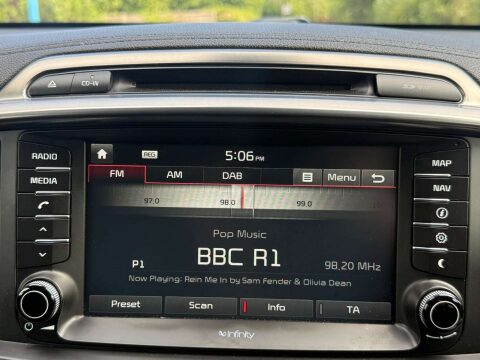 CD-IN
RADIO
MEDIA
REG
5:06 PM
FM AM DAB Menu
97.0 98.0 99.0
Pop Music
P1 BBC R1 98.20 MHz
Now Playing: Rein Me In by Sam Fender & Olivia Dean
Preset Scan Info TA
MAP
NAV
infinity